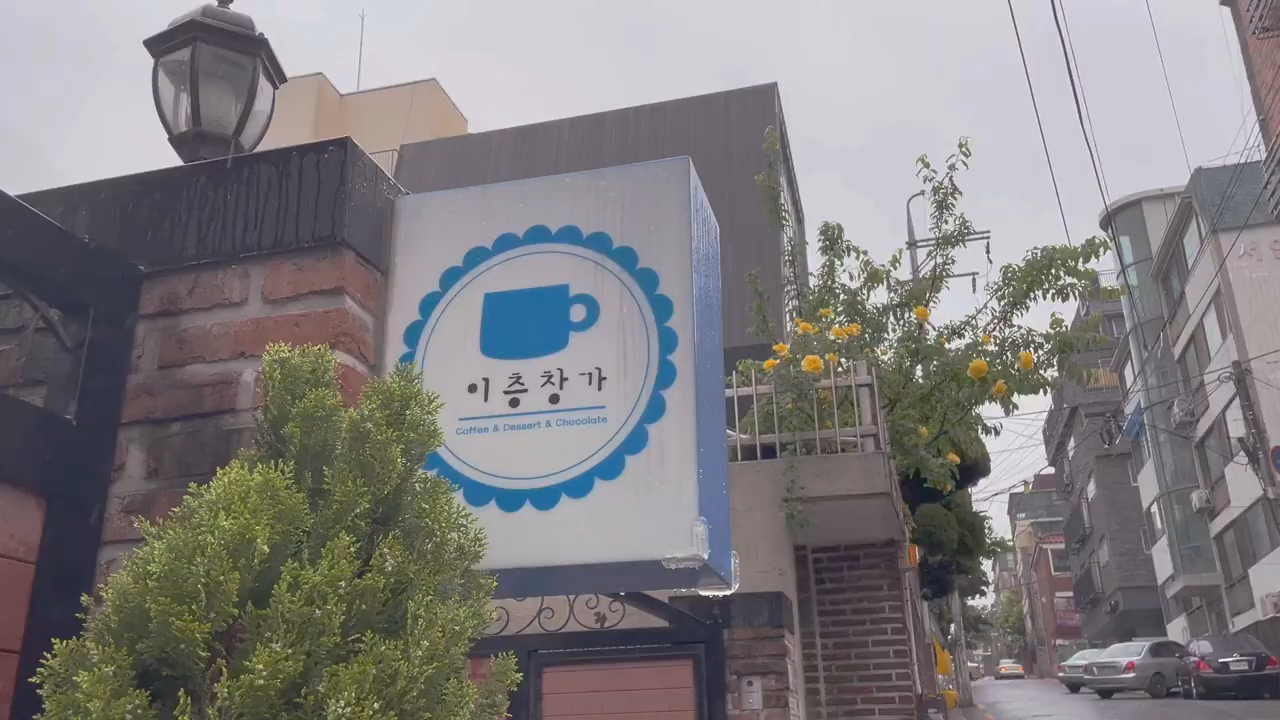 이층창가
Coffee & Dessert & Chocolate